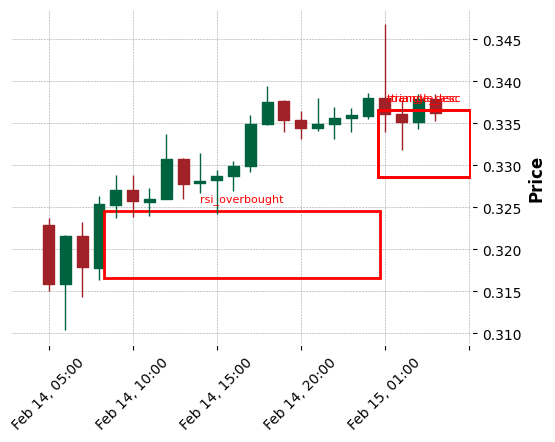 0.345
0.340
0.335
0.330
rsi_overbought
0.325
0.320
0.315
0.310
Price
Feb 14, 05:00
Feb 14, 10:00
Feb 14, 15:00
Feb 14, 20:00
Feb 15, 01:00